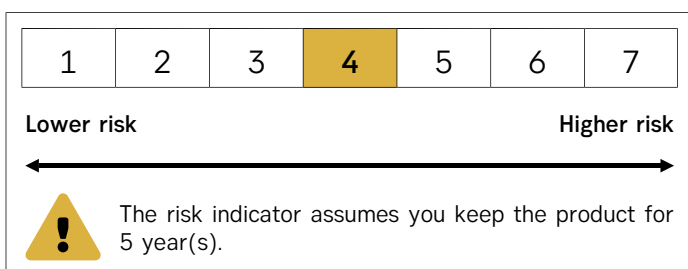 1 2 3 4 5 6 7
Lower risk Higher risk
The risk indicator assumes you keep the product for
5 year(s).